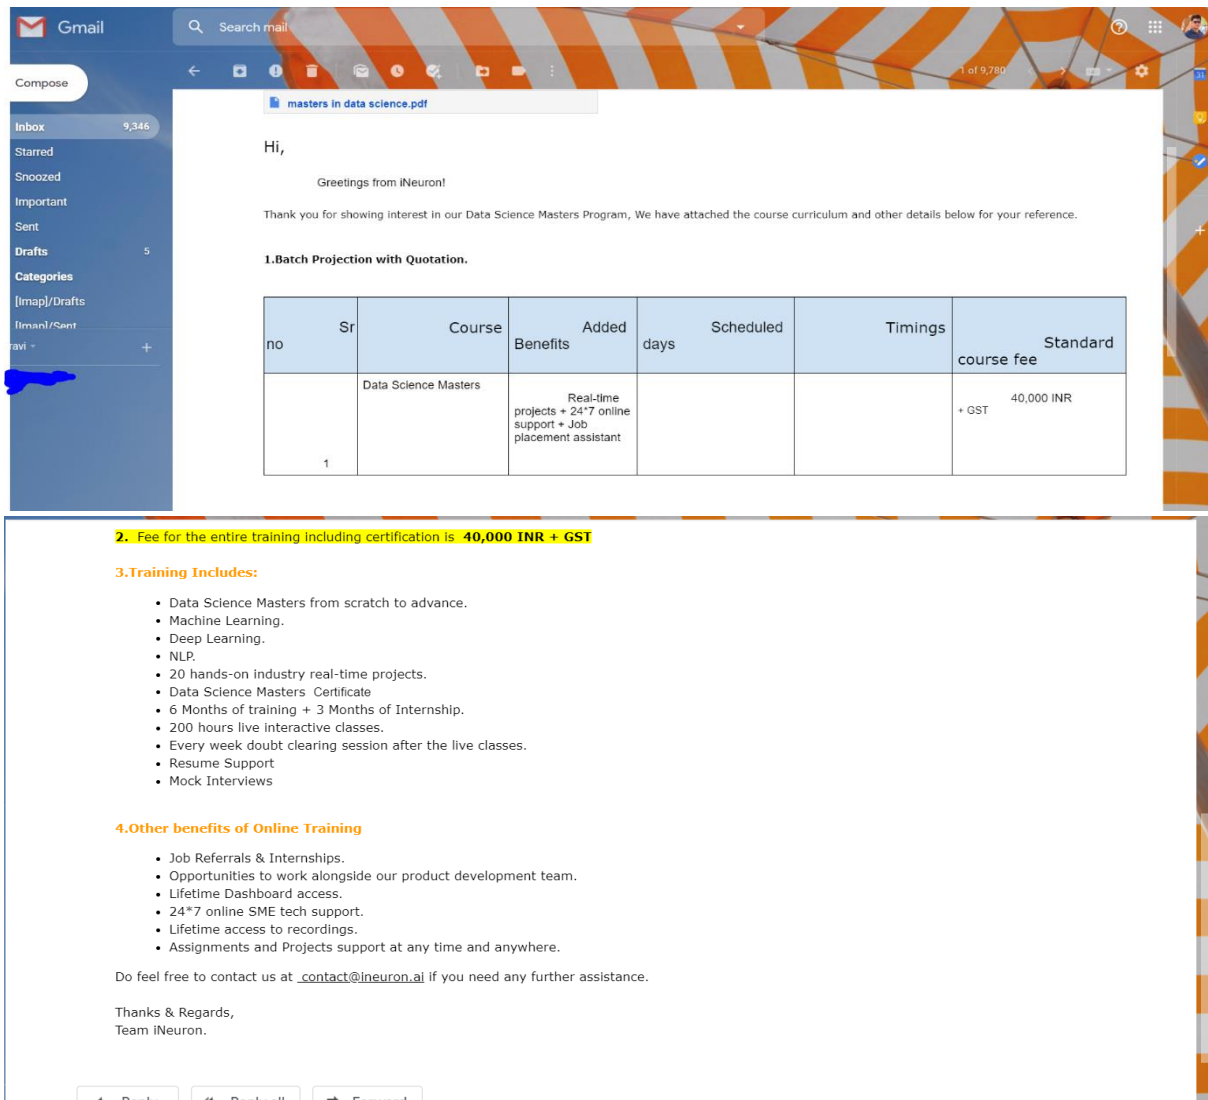 Gmail
Search mail
Compose
1 of 9,780
31
masters in data science.pdf
Inbox 9,346
Starred
Snoozed
Important
Sent
Drafts 5
Categories
[Imap]/Drafts
[Imap]/Sent
ravi
Hi,
Greetings from iNeuron!
Thank you for showing interest in our Data Science Masters Program, We have attached the course curriculum and other details below for your reference.
1.Batch Projection with Quotation.
Sr no
Course
Added Benefits
Scheduled days
Timings
Standard course fee
1
Data Science Masters
Real-time
projects + 24*7 online
support + Job
placement assistant
40,000 INR
+ GST
2. Fee for the entire training including certification is 40,000 INR + GST
3.Training Includes:
• Data Science Masters from scratch to advance.
• Machine Learning.
• Deep Learning.
• NLP.
• 20 hands-on industry real-time projects.
• Data Science Masters Certificate
• 6 Months of training + 3 Months of Internship.
• 200 hours live interactive classes.
• Every week doubt clearing session after the live classes.
• Resume Support
• Mock Interviews
4.Other benefits of Online Training
• Job Referrals & Internships.
• Opportunities to work alongside our product development team.
• Lifetime Dashboard access.
• 24*7 online SME tech support.
• Lifetime access to recordings.
• Assignments and Projects support at any time and anywhere.
Do feel free to contact us at contact@ineuron.ai if you need any further assistance.
Thanks & Regards,
Team iNeuron.
Reply Reply all Forward